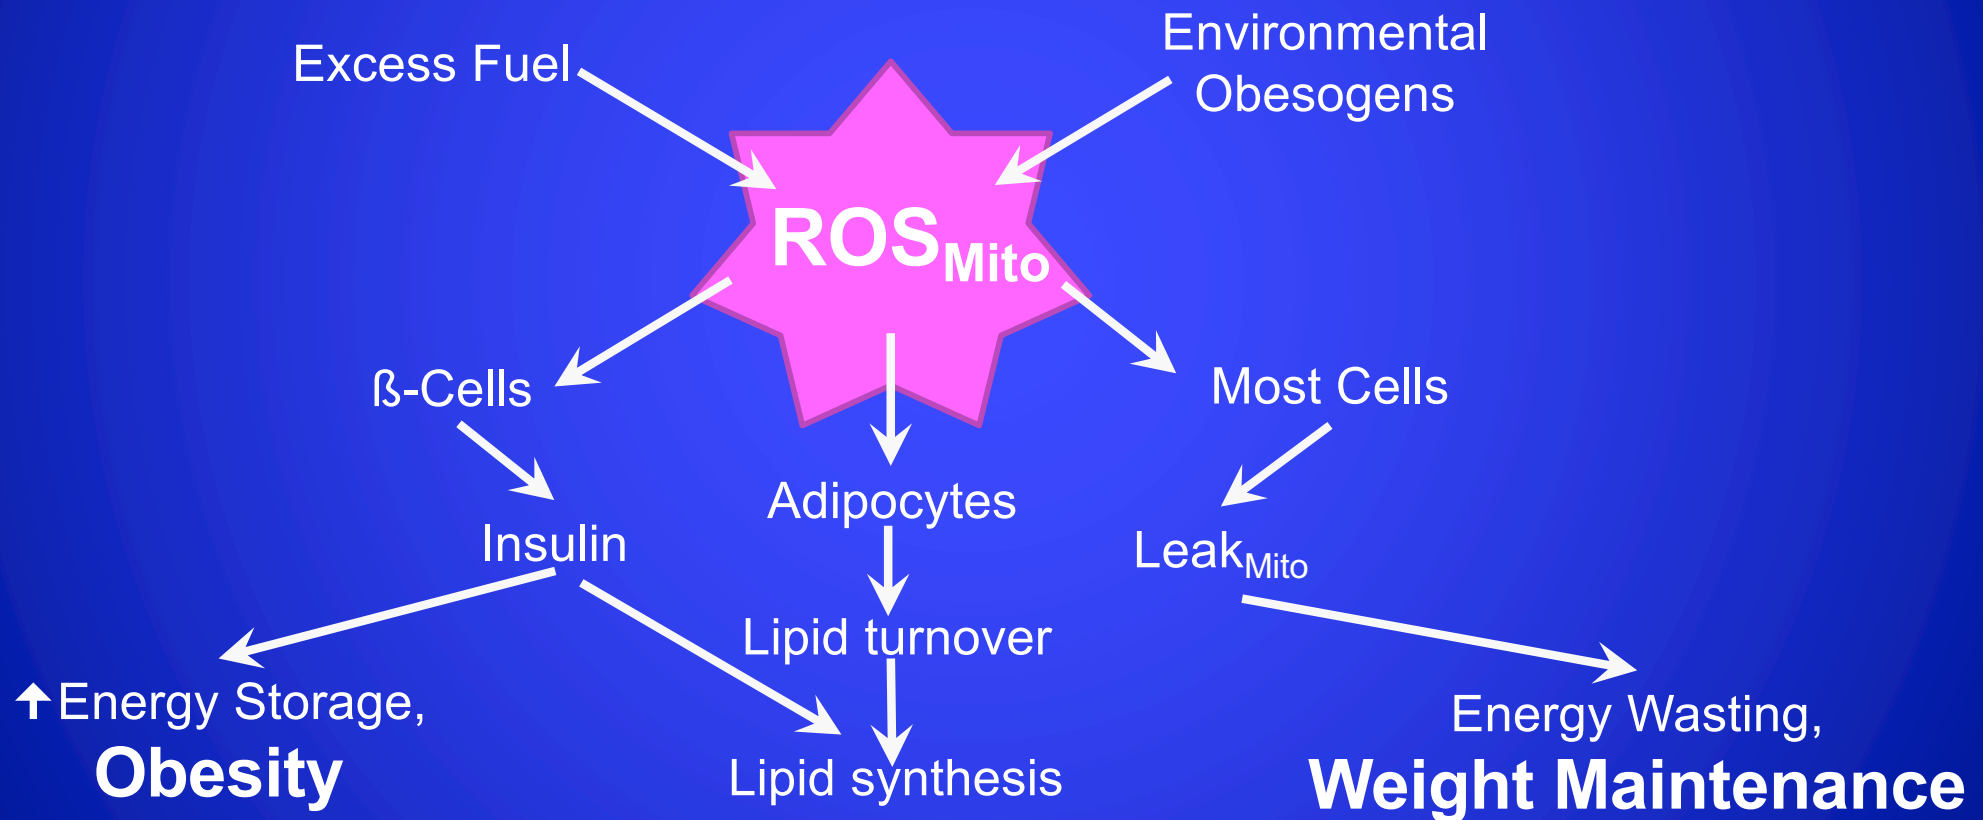 Excess Fuel
Environmental
Obesogens
ROSMito
ß-Cells
Most Cells
Adipocytes
Insulin
LeakMito
Lipid turnover
↑Energy Storage,
Obesity
Lipid synthesis
Energy Wasting,
Weight Maintenance